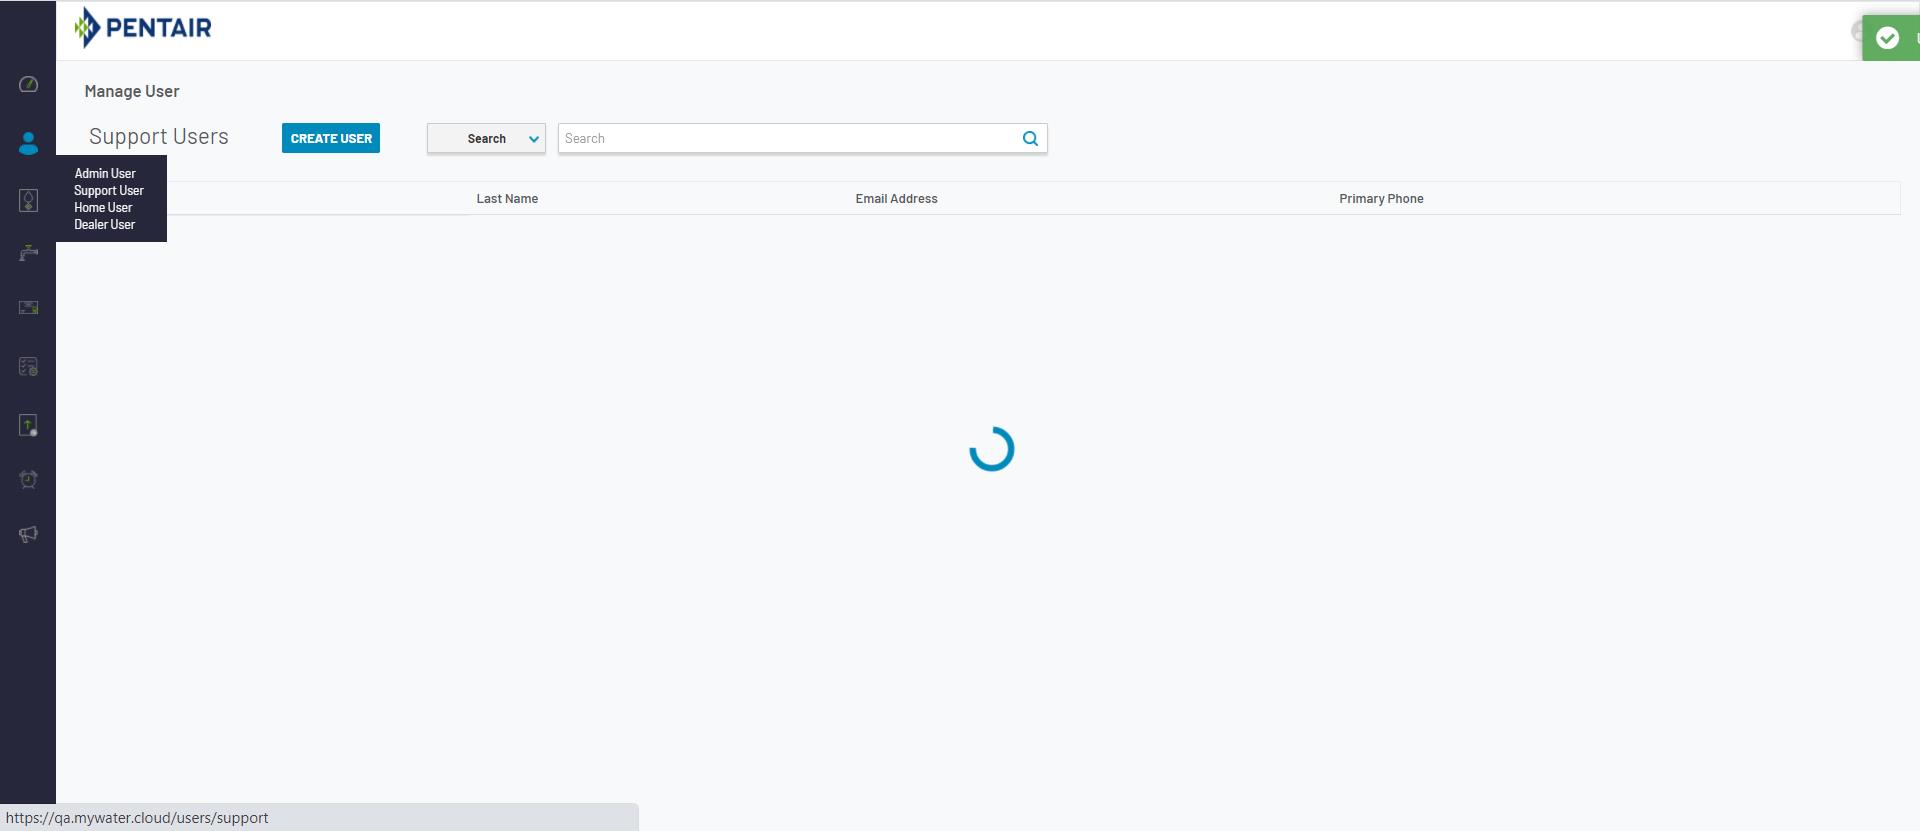 PENTAIR
Manage User
Support Users
CREATE USER
Search
Search
Admin User
Support User
Home User
Dealer User
Last Name
Email Address
Primary Phone
https://qa.mywater.cloud/users/support